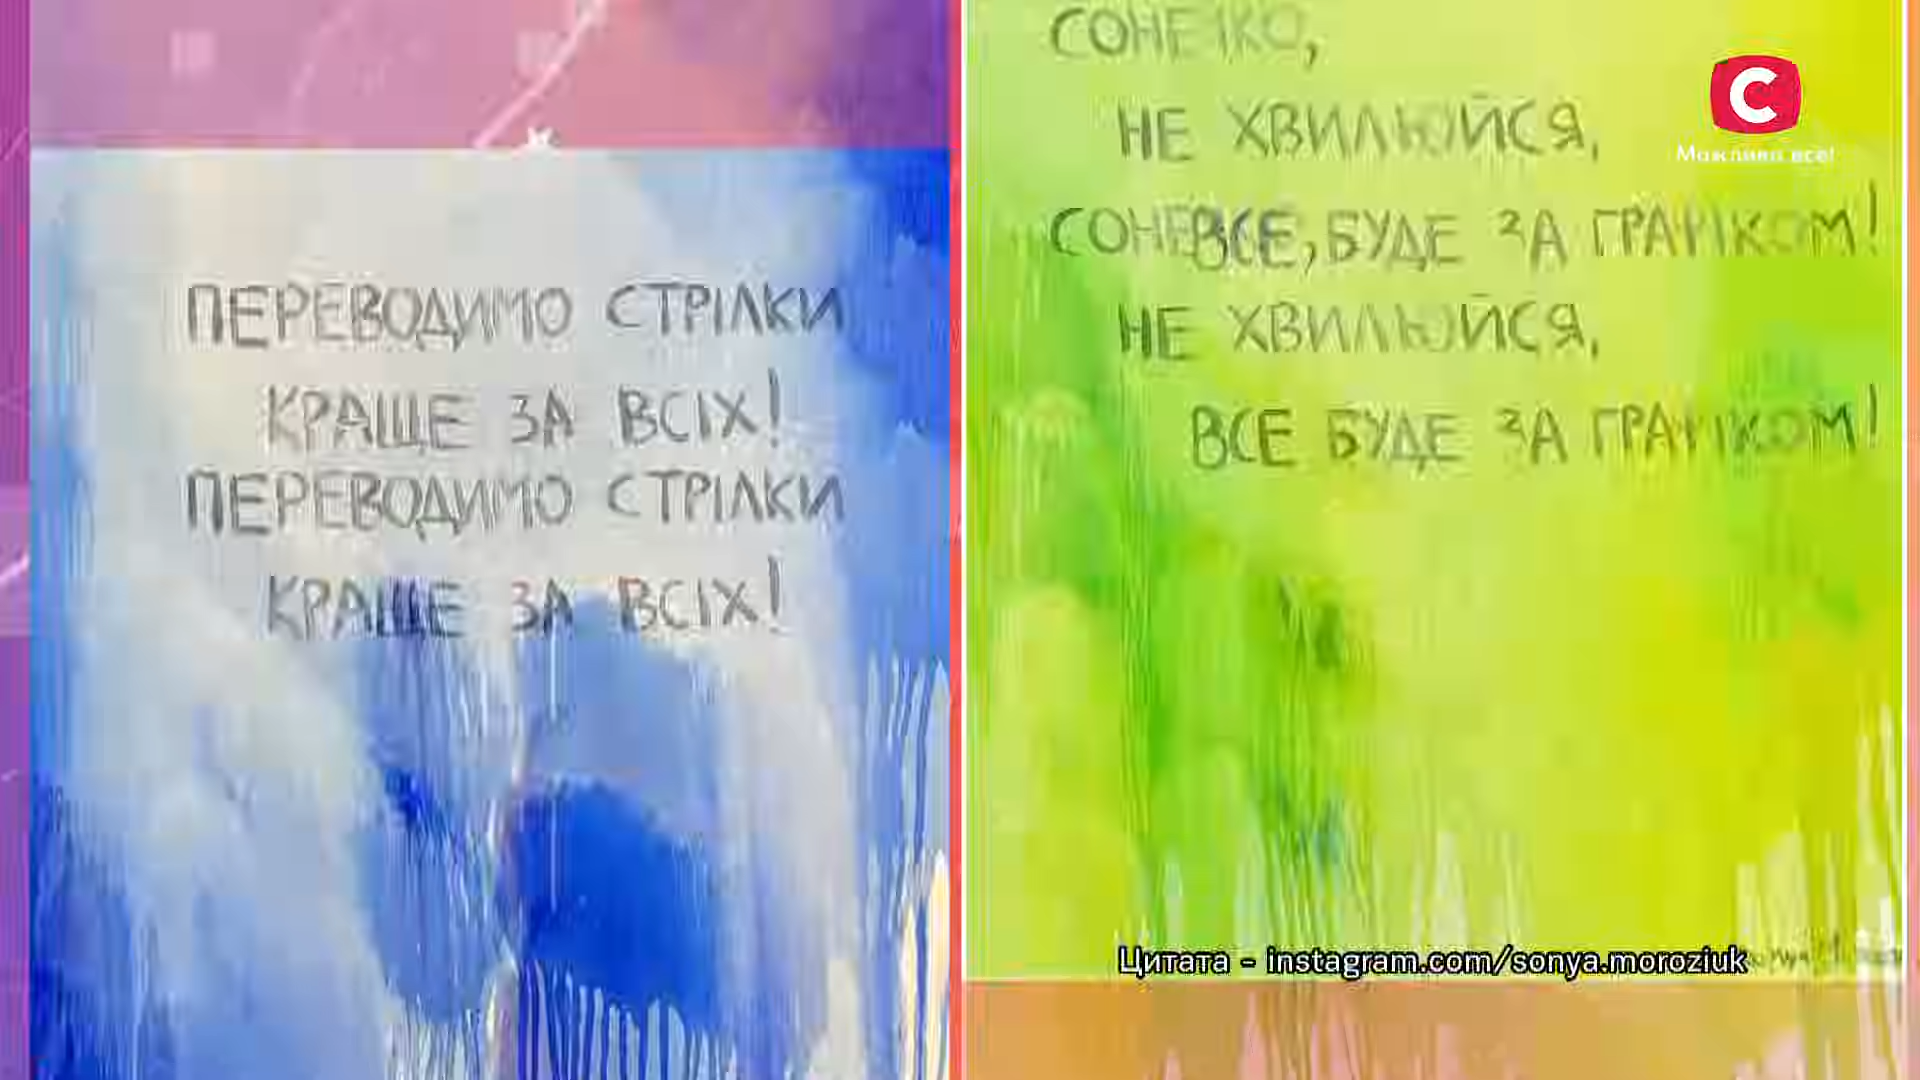 ПЕРЕВОДИМО СТРІЛКИ
КРАЩЕ ЗА ВСІХ!
ПЕРЕВОДИМО СТРІЛКИ
КРАЩЕ ЗА ВСІХ!
СОНЕЧКО,
НЕ ХВИЛЮЙСЯ,
ВСЕ БУДЕ ЗА ГРАФІКОМ!
НЕ ХВИЛЮЙСЯ,
ВСЕ БУДЕ ЗА ГРАФІКОМ!
С
Можливо все!
Цитата - instagram.com/sonya.moroziuk